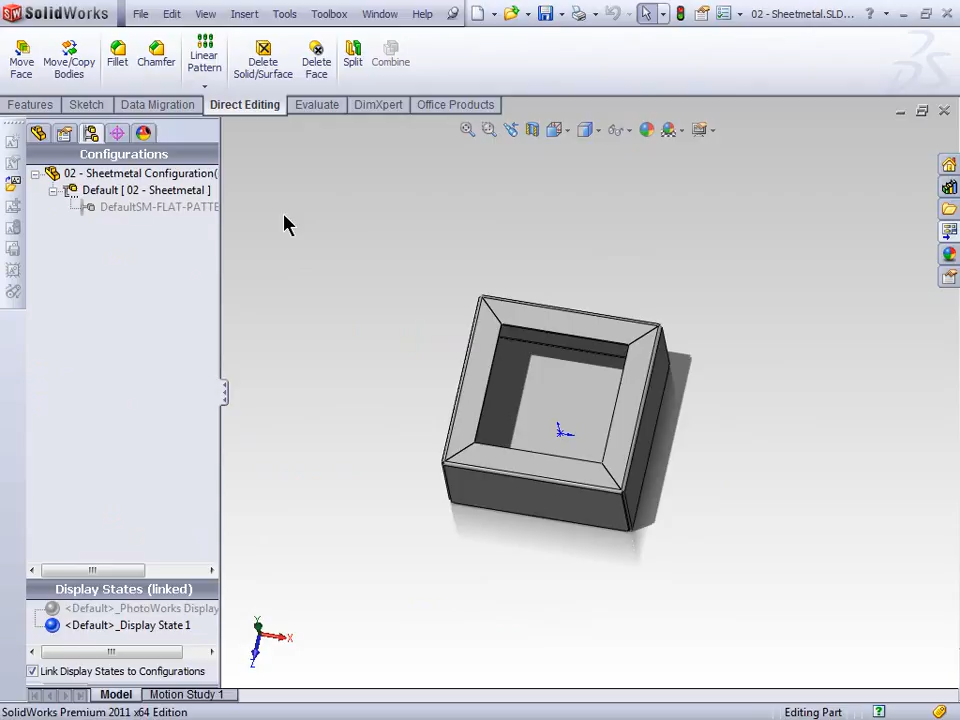 SolidWorks File Edit View Insert Tools Toolbox Window Help 02 - Sheetmetal.SLD... ?
Move Face
Move/Copy Bodies
Fillet
Chamfer
Linear Pattern
Delete Solid/Surface
Delete Face
Split
Combine
Features Sketch Data Migration Direct Editing Evaluate DimXpert Office Products
Configurations
02 - Sheetmetal Configuration(
Default [ 02 - Sheetmetal ]
DefaultSM-FLAT-PATTE
Display States (linked)
<Default>_PhotoWorks Display
<Default>_Display State 1
Link Display States to Configurations
Y
X
Z
Model Motion Study 1
SolidWorks Premium 2011 x64 Edition Editing Part ?